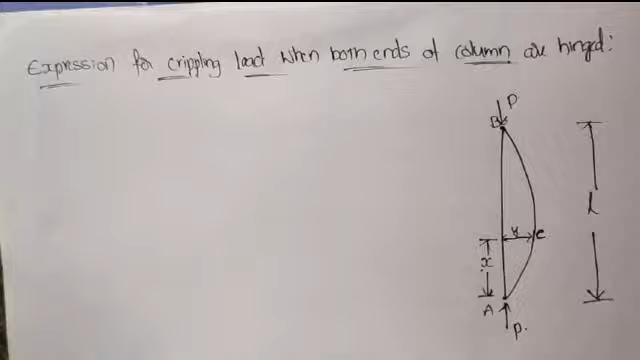 Expression for crippling load when both ends of column are hinged:
P
B
l
y
c
x
A
P.